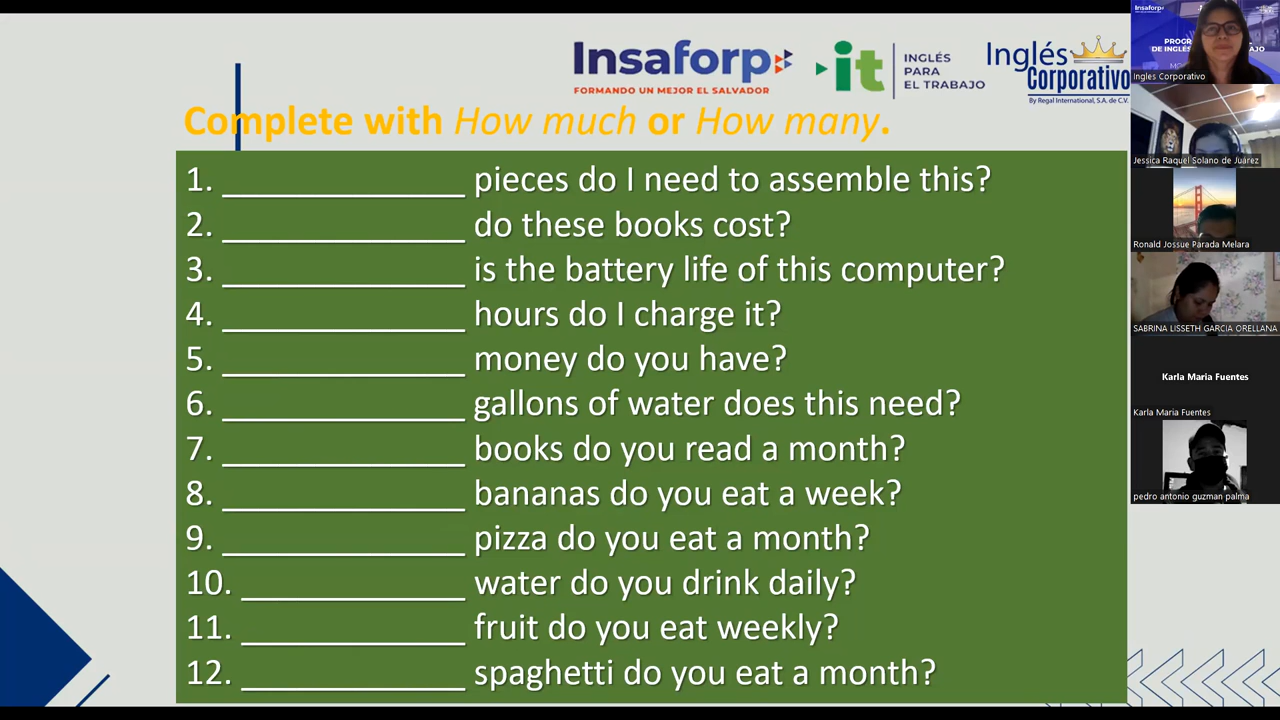 Insaforp
FORMANDO UN MEJOR EL SALVADOR
it
INGLÉS
PARA
EL TRABAJO
Inglés
Corporativo
By Regal International, S.A. de C.V.
Complete with How much or How many.
1. ______________ pieces do I need to assemble this?
2. ______________ do these books cost?
3. ______________ is the battery life of this computer?
4. ______________ hours do I charge it?
5. ______________ money do you have?
6. ______________ gallons of water does this need?
7. ______________ books do you read a month?
8. ______________ bananas do you eat a week?
9. ______________ pizza do you eat a month?
10. _____________ water do you drink daily?
11. _____________ fruit do you eat weekly?
12. _____________ spaghetti do you eat a month?
Insaforp
Ingles Corporativo
Jessica Raquel Solano de Juárez
Ronald Jossue Parada Melara
SABRINA LISSETH GARCIA ORELLANA
Karla Maria Fuentes
Karla Maria Fuentes
pedro antonio guzman palma